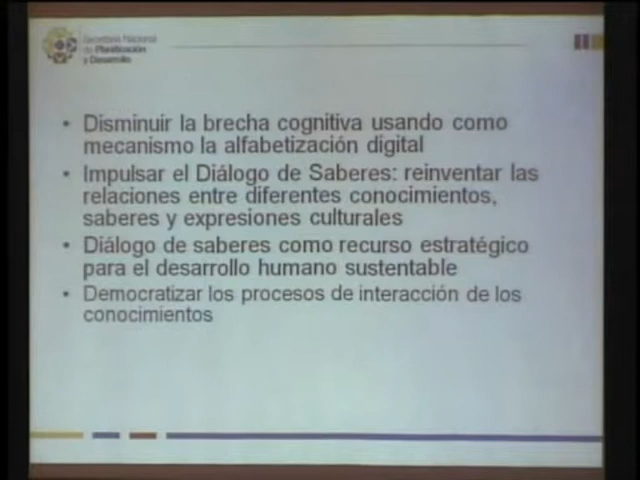 Secretaría Nacional
de Planificación
y Desarrollo
• Disminuir la brecha cognitiva usando como
mecanismo la alfabetización digital
• Impulsar el Diálogo de Saberes: reinventar las
relaciones entre diferentes conocimientos,
saberes y expresiones culturales
• Diálogo de saberes como recurso estratégico
para el desarrollo humano sustentable
• Democratizar los procesos de interacción de los
conocimientos